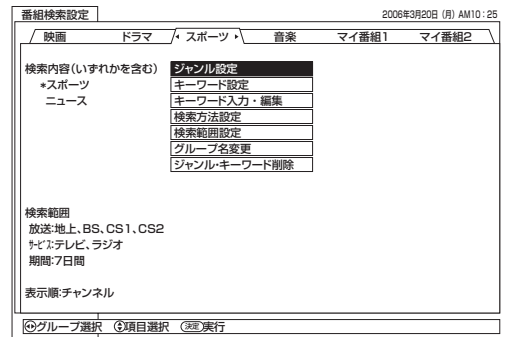 番組検索設定 2006年3月20日（月）AM10：25
映画 ドラマ スポーツ 音楽 マイ番組1 マイ番組2
検索内容（いずれかを含む）
*スポーツ
ニュース
ジャンル設定
キーワード設定
キーワード入力・編集
検索方法設定
検索範囲設定
グループ名変更
ジャンル・キーワード削除
検索範囲
放送:地上、BS、CS1、CS2
ｻｰﾋﾞｽ:テレビ、ラジオ
期間:7日間
表示順:チャンネル
グループ選択 項目選択 決定実行